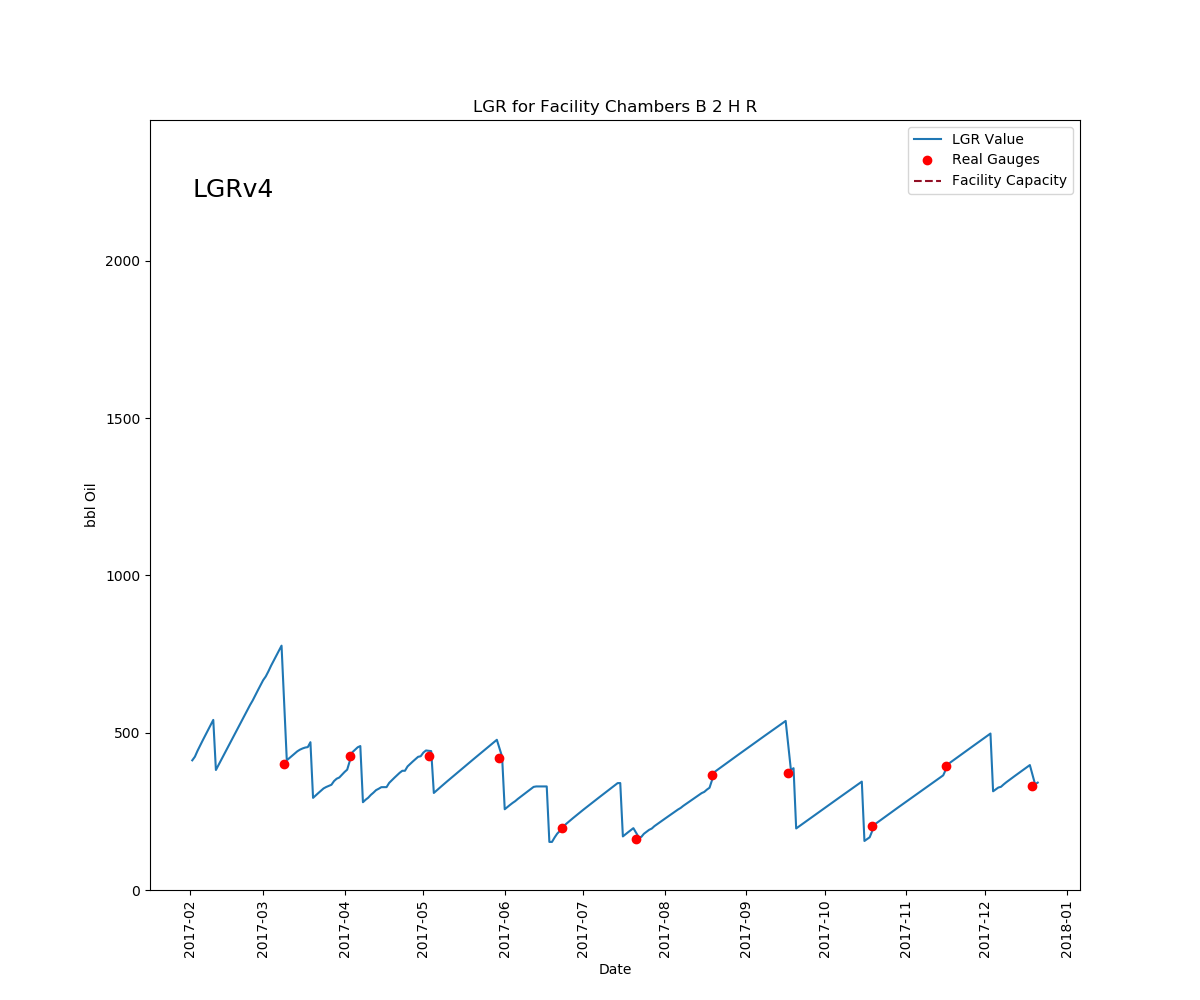 LGR for Facility Chambers B 2 H R
LGRv4
LGR Value
Real Gauges
Facility Capacity
bbl Oil
2000
1500
1000
500
0
2017-02
2017-03
2017-04
2017-05
2017-06
2017-07
2017-08
2017-09
2017-10
2017-11
2017-12
2018-01
Date